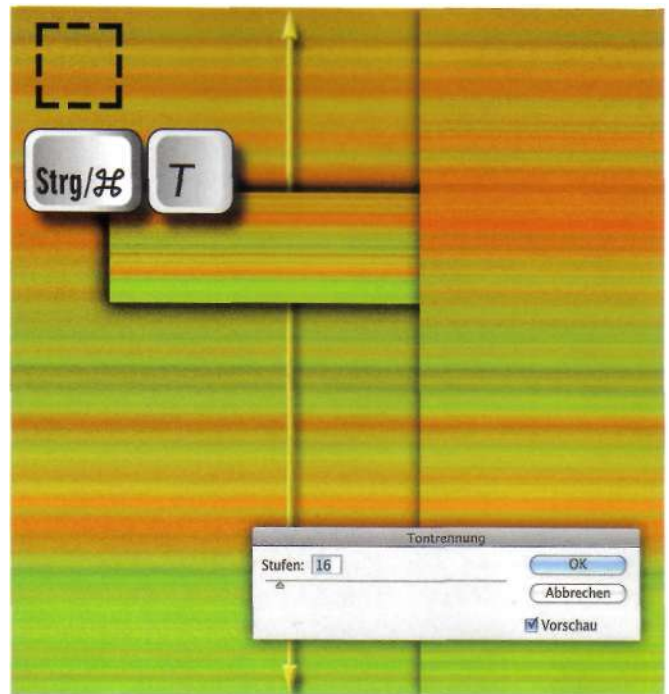 Strg/⌘ T
Tontrennung
Stufen: 16
OK
Abbrechen
Vorschau